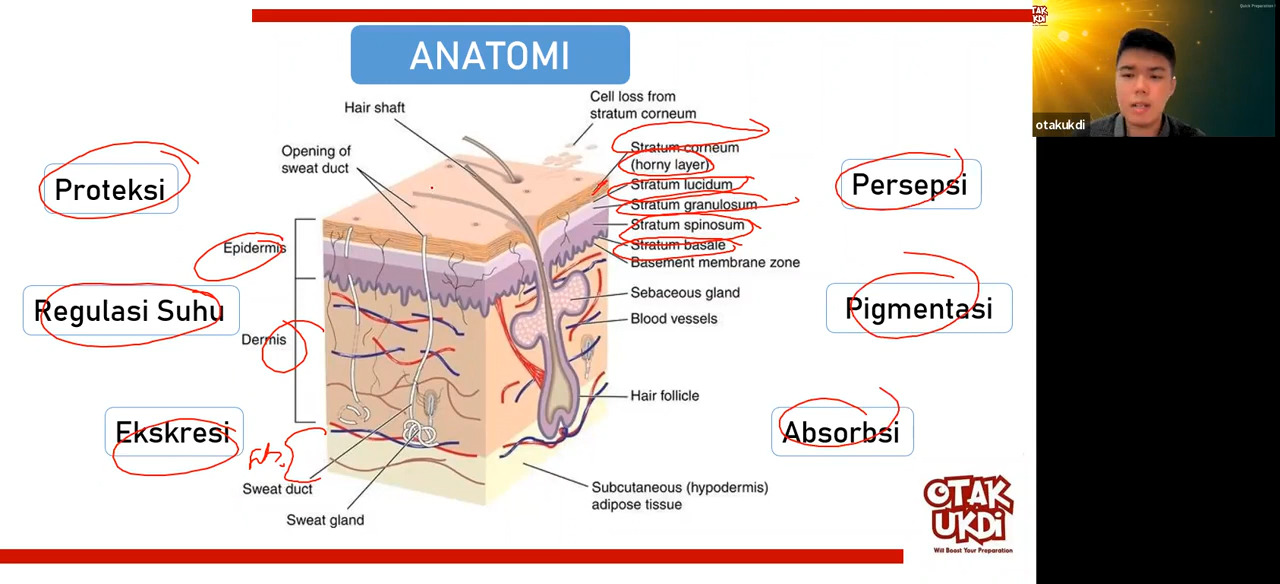 ANATOMI
Hair shaft
Cell loss from
stratum corneum
Opening of
sweat duct
Stratum corneum
(horny layer)
Stratum lucidum
Stratum granulosum
Stratum spinosum
Stratum basale
Basement membrane zone
Proteksi
Persepsi
Epidermis
Regulasi Suhu
Sebaceous gland
Pigmentasi
Blood vessels
Dermis
Hair follicle
Ekskresi
Absorbsi
Sweat duct
Subcutaneous (hypodermis)
adipose tissue
Sweat gland
OTAK
UKDI
Will Boost Your Preparation
OTAK
UKDI
otakukdi